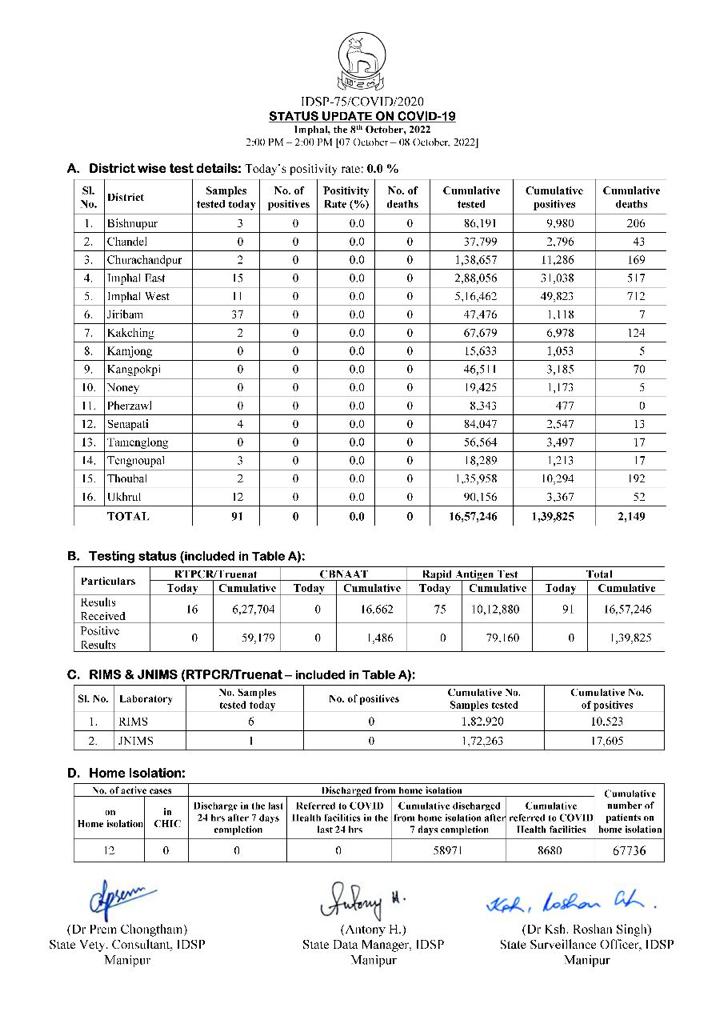 IDSP-75/COVID/2020
STATUS UPDATE ON COVID-19
Imphal, the 8th October, 2022
2:00 PM – 2:00 PM [07 October – 08 October, 2022]
A. District wise test details: Today's positivity rate: 0.0 %
Sl. No. District Samples tested today No. of positives Positivity Rate (%) No. of deaths Cumulative tested Cumulative positives Cumulative deaths
1. Bishnupur 3 0 0.0 0 86,191 9,980 206
2. Chandel 0 0 0.0 0 37,799 2,796 43
3. Churachandpur 2 0 0.0 0 1,38,657 11,286 169
4. Imphal East 15 0 0.0 0 2,88,056 31,038 517
5. Imphal West 11 0 0.0 0 5,16,462 49,823 712
6. Jiribam 37 0 0.0 0 47,476 1,118 7
7. Kakching 2 0 0.0 0 67,679 6,978 124
8. Kamjong 0 0 0.0 0 15,633 1,053 5
9. Kangpokpi 0 0 0.0 0 46,511 3,185 70
10. Noney 0 0 0.0 0 19,425 1,173 5
11. Pherzawl 0 0 0.0 0 8,343 477 0
12. Senapati 4 0 0.0 0 84,047 2,547 13
13. Tamenglong 0 0 0.0 0 56,564 3,497 17
14. Tengnoupal 3 0 0.0 0 18,289 1,213 17
15. Thoubal 2 0 0.0 0 1,35,958 10,294 192
16. Ukhrul 12 0 0.0 0 90,156 3,367 52
TOTAL 91 0 0.0 0 16,57,246 1,39,825 2,149
B. Testing status (included in Table A):
Particulars RTPCR/Truenat CBNAAT Rapid Antigen Test Total
Today Cumulative Today Cumulative Today Cumulative Today Cumulative
Results Received 16 6,27,704 0 16,662 75 10,12,880 91 16,57,246
Positive Results 0 59,179 0 1,486 0 79,160 0 1,39,825
C. RIMS & JNIMS (RTPCR/Truenat – included in Table A):
Sl. No. Laboratory No. Samples tested today No. of positives Cumulative No. Samples tested Cumulative No. of positives
1. RIMS 6 0 1,82,920 10,523
2. JNIMS 1 0 1,72,263 17,605
D. Home Isolation:
No. of active cases Discharged from home isolation Cumulative number of patients on home isolation
on Home isolation in CHIC Discharge in the last 24 hrs after 7 days completion Referred to COVID Health facilities in the last 24 hrs Cumulative discharged from home isolation after 7 days completion Cumulative referred to COVID Health facilities
12 0 0 0 58971 8680 67736
Antony H.
Ksh. Roshan
(Dr Prem Chongtham) (Antony H.) (Dr Ksh. Roshan Singh)
State Vety. Consultant, IDSP State Data Manager, IDSP State Surveillance Officer, IDSP
Manipur Manipur Manipur